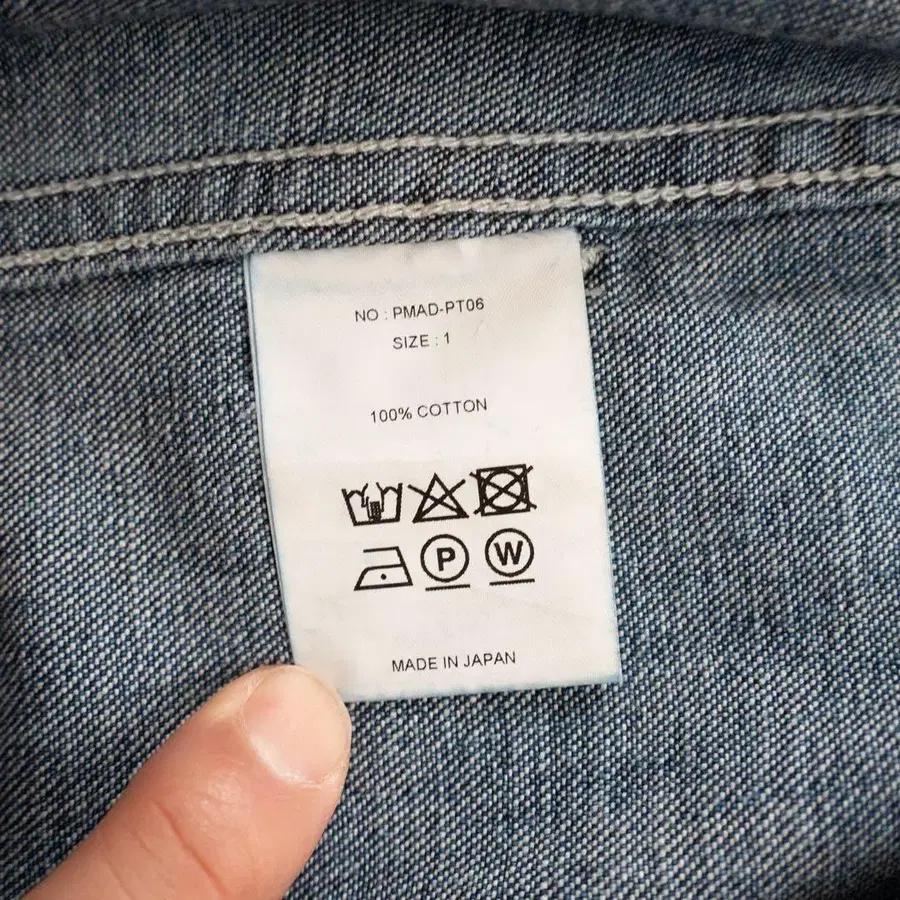 NO : PMAD-PT06
SIZE : 1
100% COTTON
P W
MADE IN JAPAN